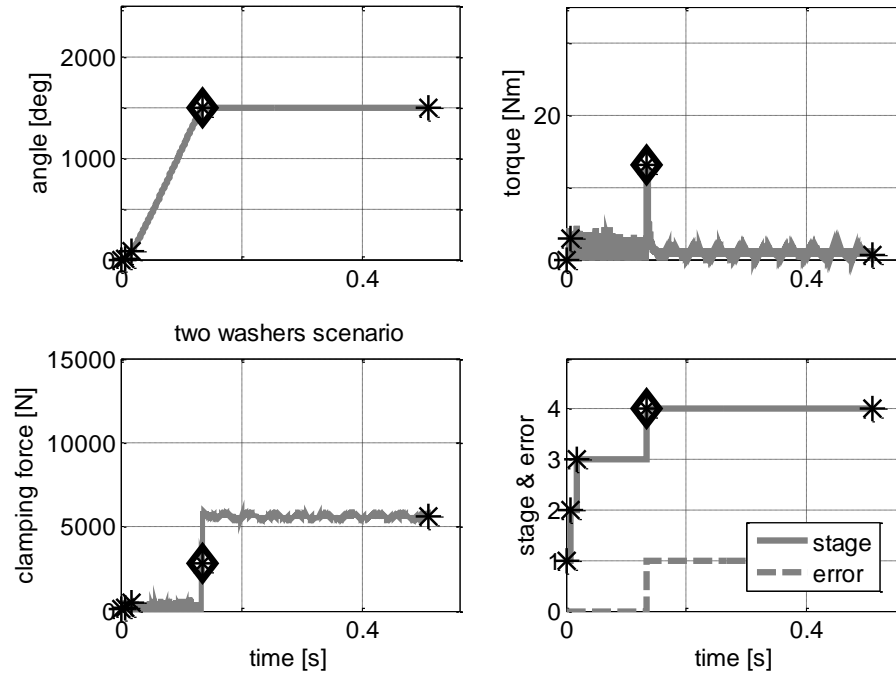 2000
1000
0
angle [deg]
0
0.4
20
0
torque [Nm]
0
0.4
two washers scenario
15000
10000
5000
0
clamping force [N]
0
0.4
time [s]
4
3
2
1
0
stage & error
stage
error
0
0.4
time [s]